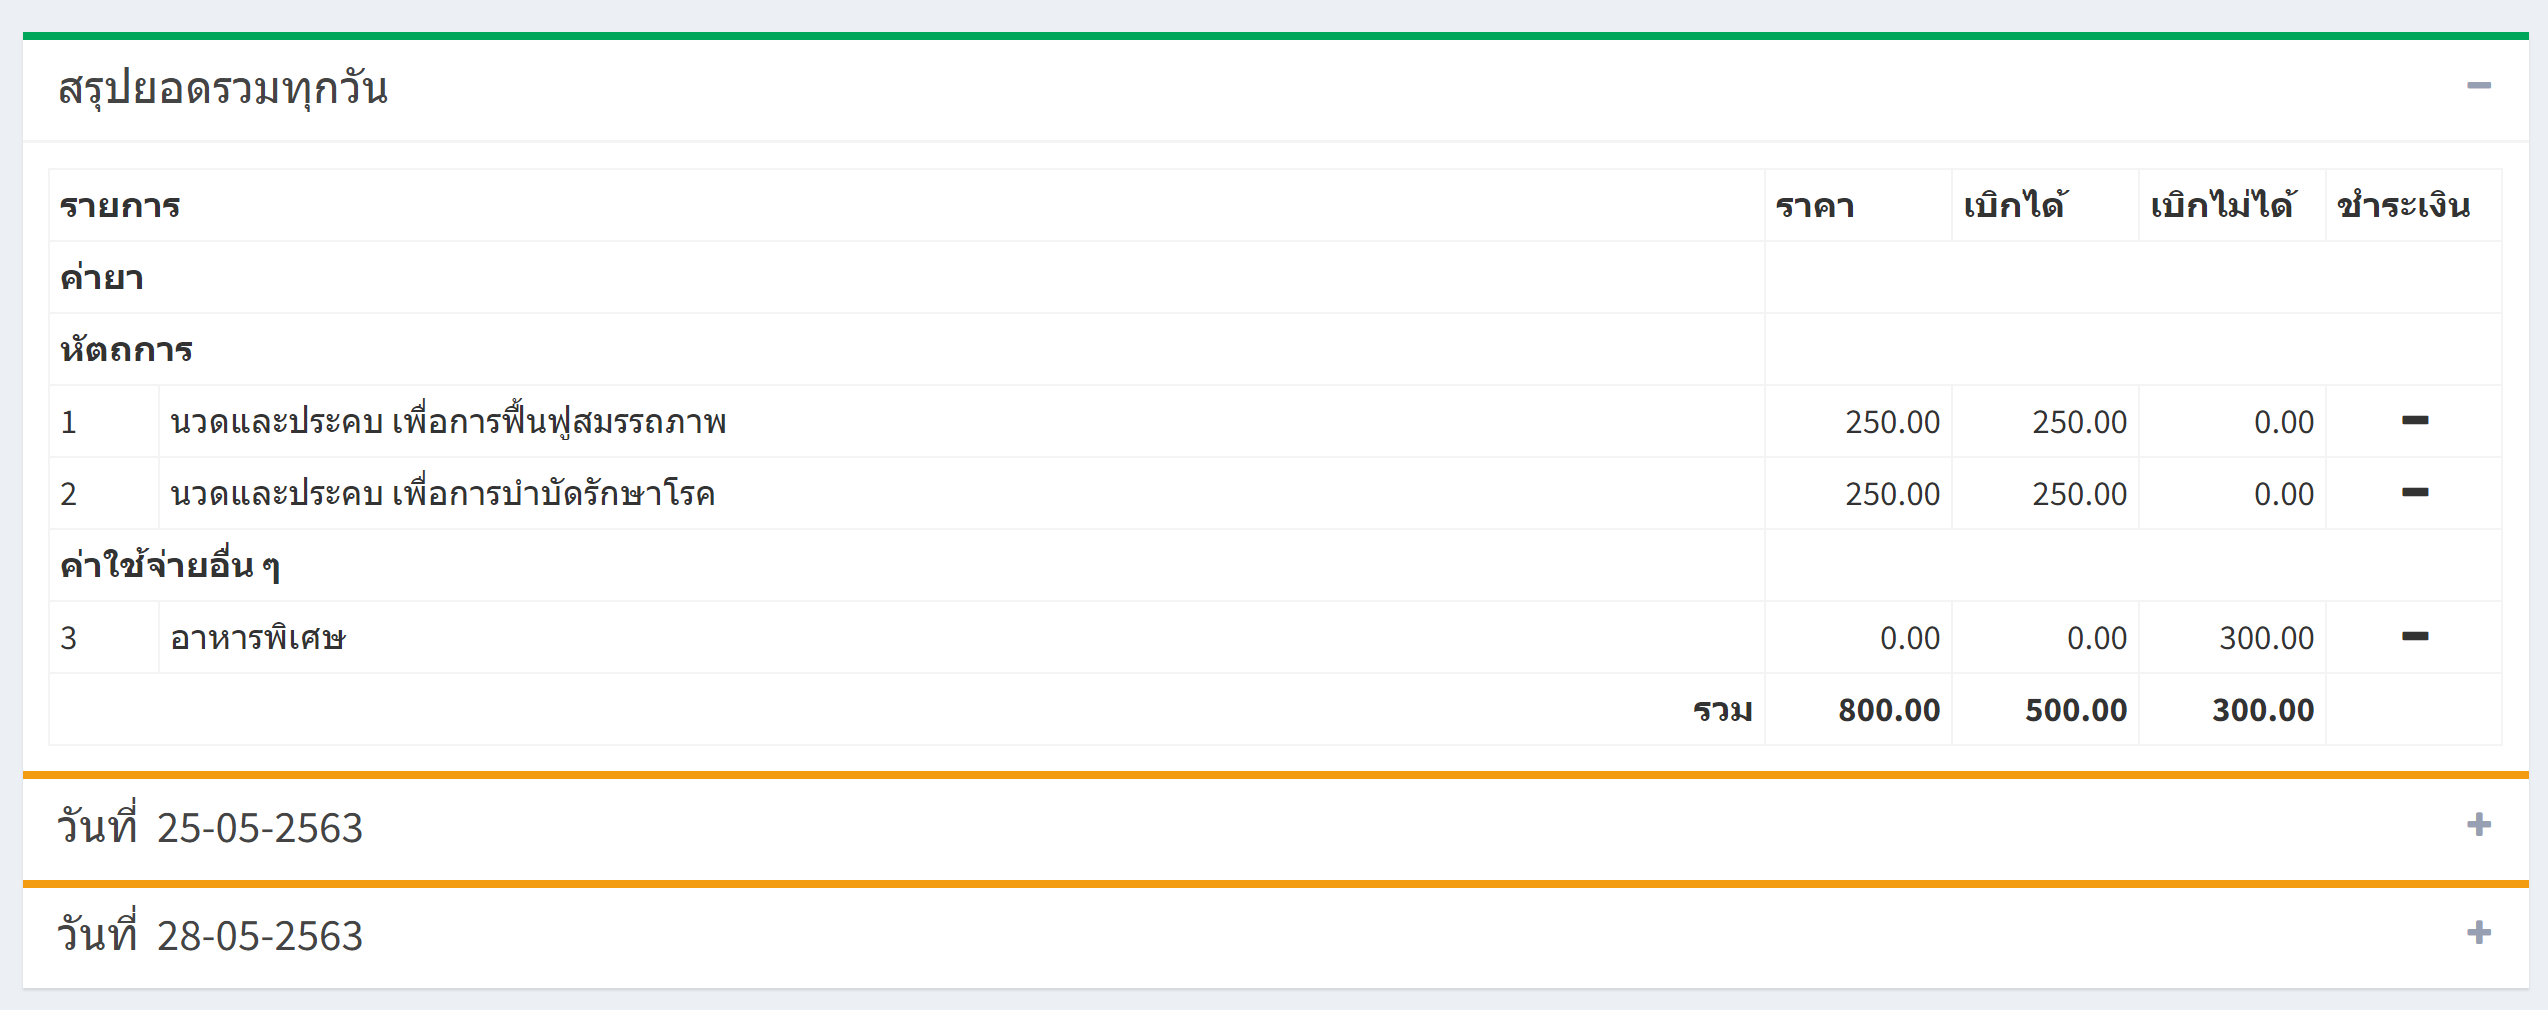 สรุปยอดรวมทุกวัน
รายการ ราคา เบิกได้ เบิกไม่ได้ ชำระเงิน
ค่ายา
หัตถการ
1 นวดและประคบ เพื่อการฟื้นฟูสมรรถภาพ 250.00 250.00 0.00
2 นวดและประคบ เพื่อการบำบัดรักษาโรค 250.00 250.00 0.00
ค่าใช้จ่ายอื่น ๆ
3 อาหารพิเศษ 0.00 0.00 300.00
รวม 800.00 500.00 300.00
วันที่ 25-05-2563
วันที่ 28-05-2563